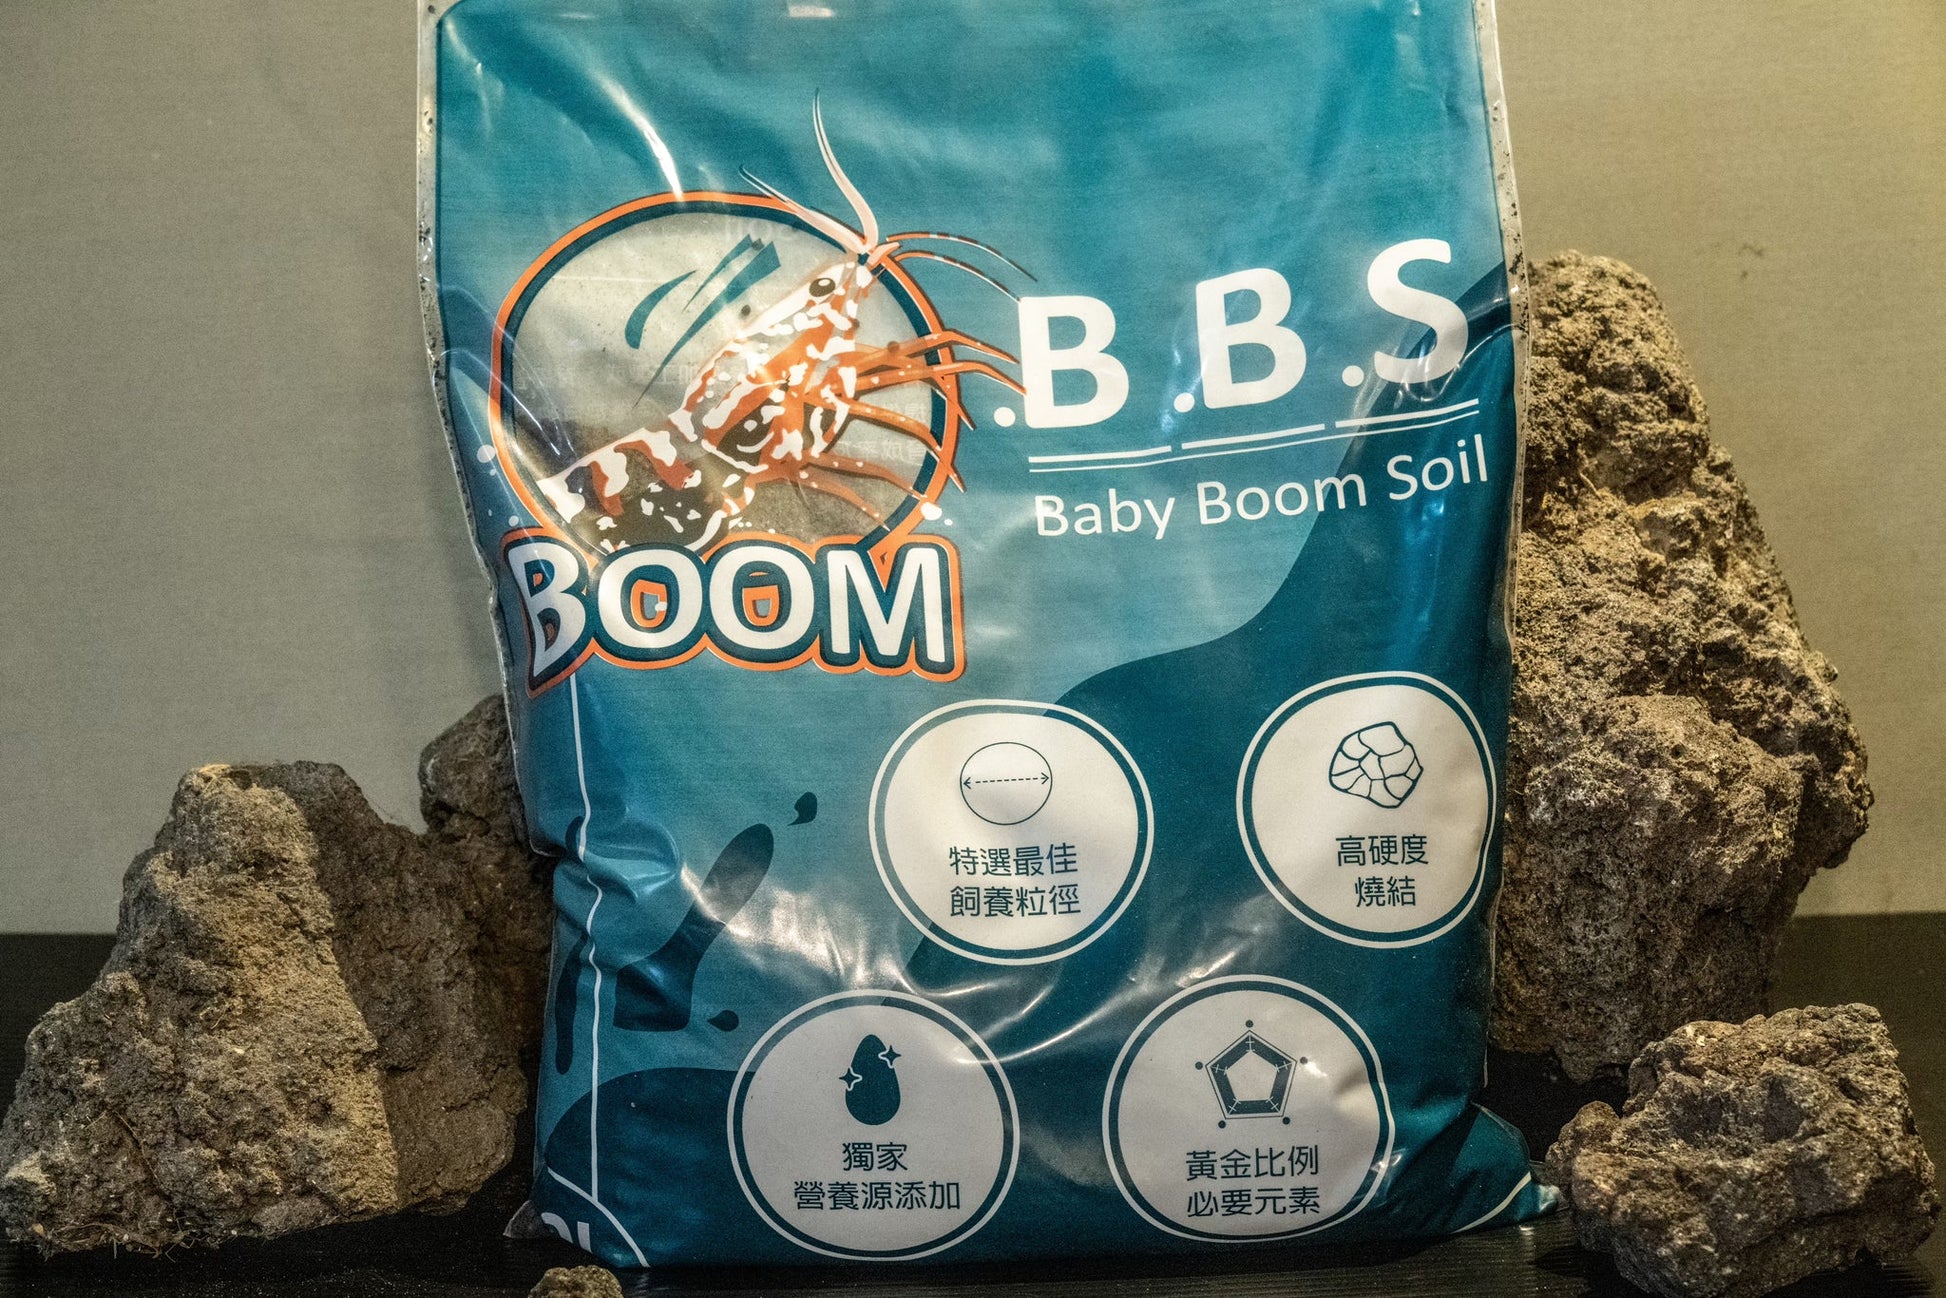 .B.B.S
Baby Boom Soil
BOOM
特選最佳
飼養粒徑
高硬度
燒結
獨家
營養源添加
黃金比例
必要元素